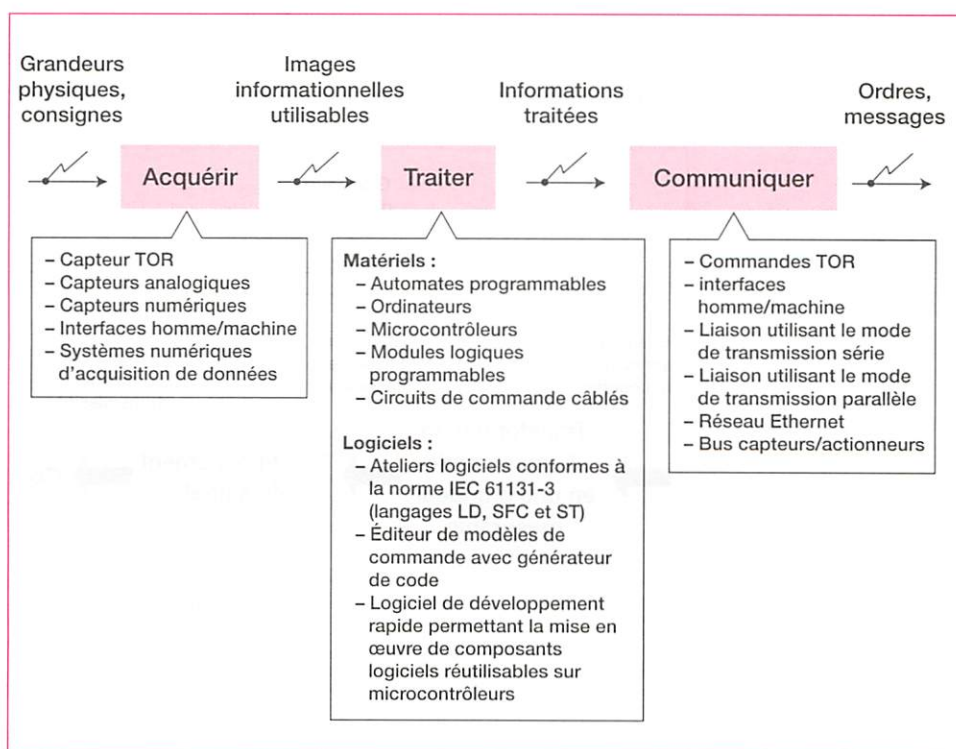 Grandeurs
physiques,
consignes
Images
informationnelles
utilisables
Informations
traitées
Ordres,
messages
Acquérir
Traiter
Communiquer
– Capteur TOR
– Capteurs analogiques
– Capteurs numériques
– Interfaces homme/machine
– Systèmes numériques
d'acquisition de données
Matériels :
– Automates programmables
– Ordinateurs
– Microcontrôleurs
– Modules logiques
programmables
– Circuits de commande câblés
Logiciels :
– Ateliers logiciels conformes à
la norme IEC 61131-3
(langages LD, SFC et ST)
– Éditeur de modèles de
commande avec générateur
de code
– Logiciel de développement
rapide permettant la mise en
œuvre de composants
logiciels réutilisables sur
microcontrôleurs
– Commandes TOR
– interfaces
homme/machine
– Liaison utilisant le mode
de transmission série
– Liaison utilisant le mode
de transmission parallèle
– Réseau Ethernet
– Bus capteurs/actionneurs